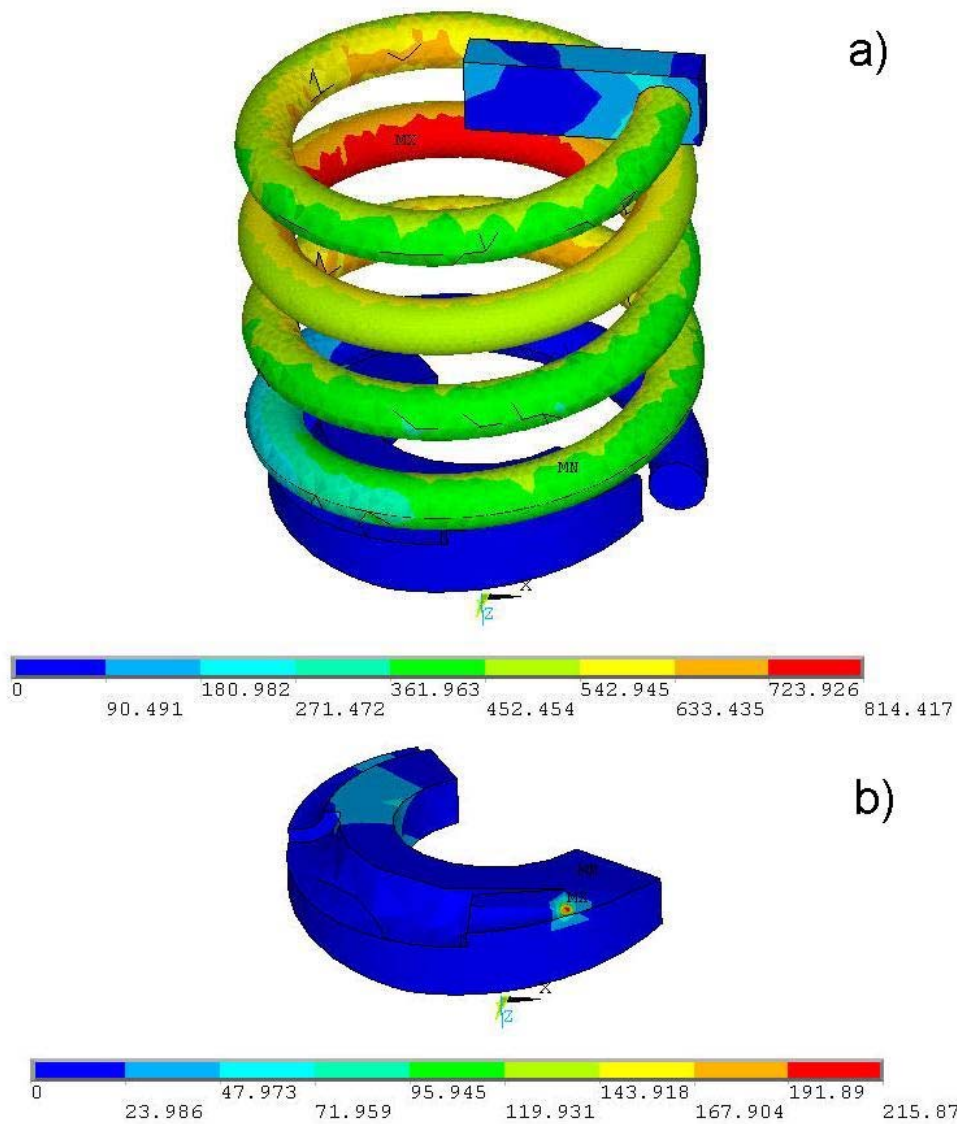 a)
MX
MN
X
Z
0 180.982 361.963 542.945 723.926
90.491 271.472 452.454 633.435 814.417
b)
MN
MX
X
Z
0 47.973 95.945 143.918 191.89
23.986 71.959 119.931 167.904 215.87